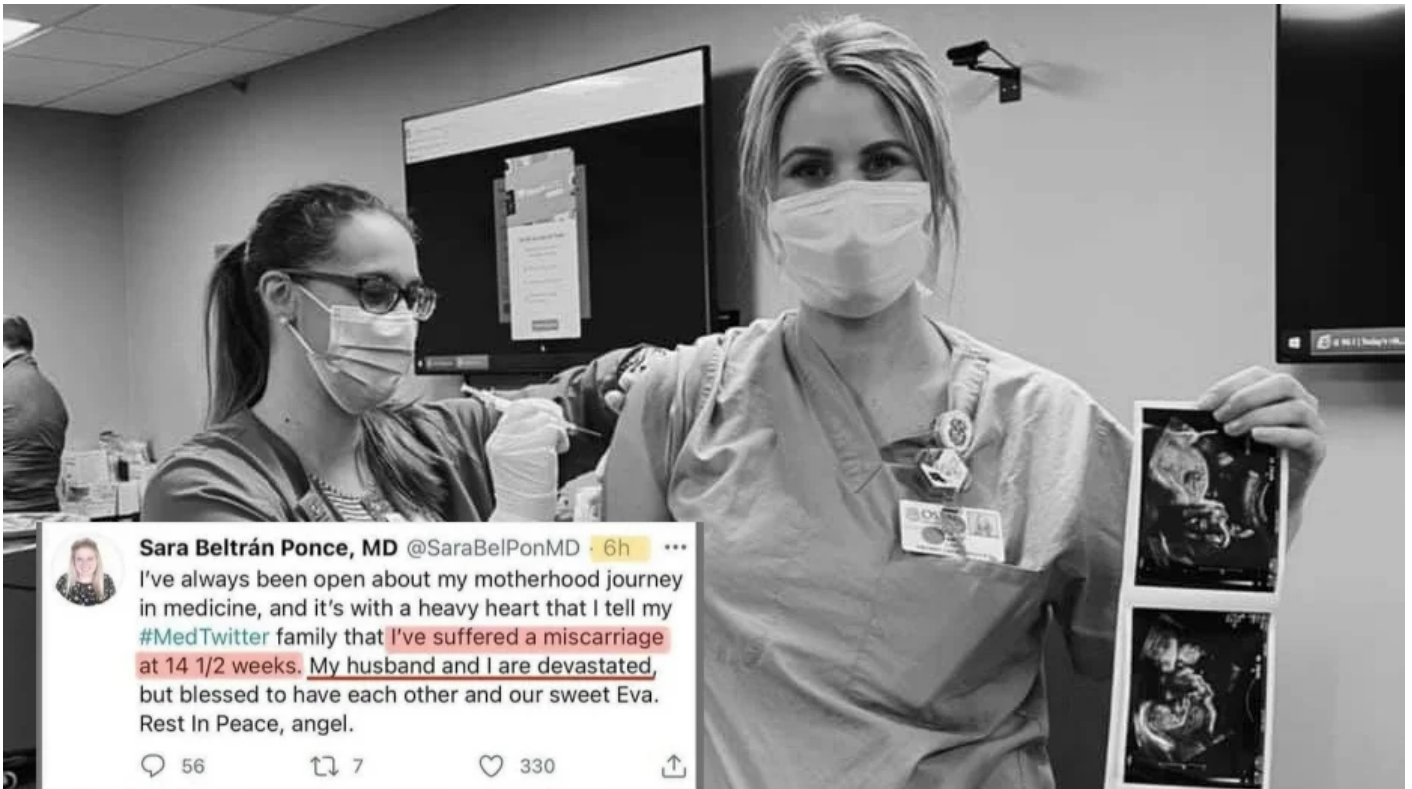 Sara Beltrán Ponce, MD @SaraBelPonMD · 6h
I've always been open about my motherhood journey
in medicine, and it's with a heavy heart that I tell my
#MedTwitter family that I've suffered a miscarriage
at 14 1/2 weeks. My husband and I are devastated,
but blessed to have each other and our sweet Eva.
Rest In Peace, angel.
56 7 330